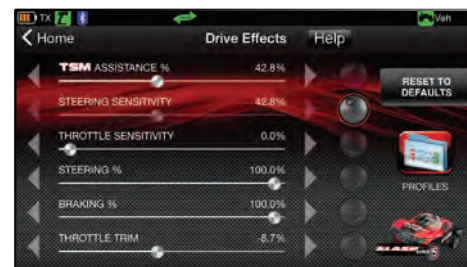 TX Veh
Home Drive Effects Help
TSM ASSISTANCE % 42.8%
RESET TO
DEFAULTS
STEERING SENSITIVITY 42.8%
THROTTLE SENSITIVITY 0.0%
STEERING % 100.0%
PROFILES
BRAKING % 100.0%
THROTTLE TRIM -8.7%
SLASH